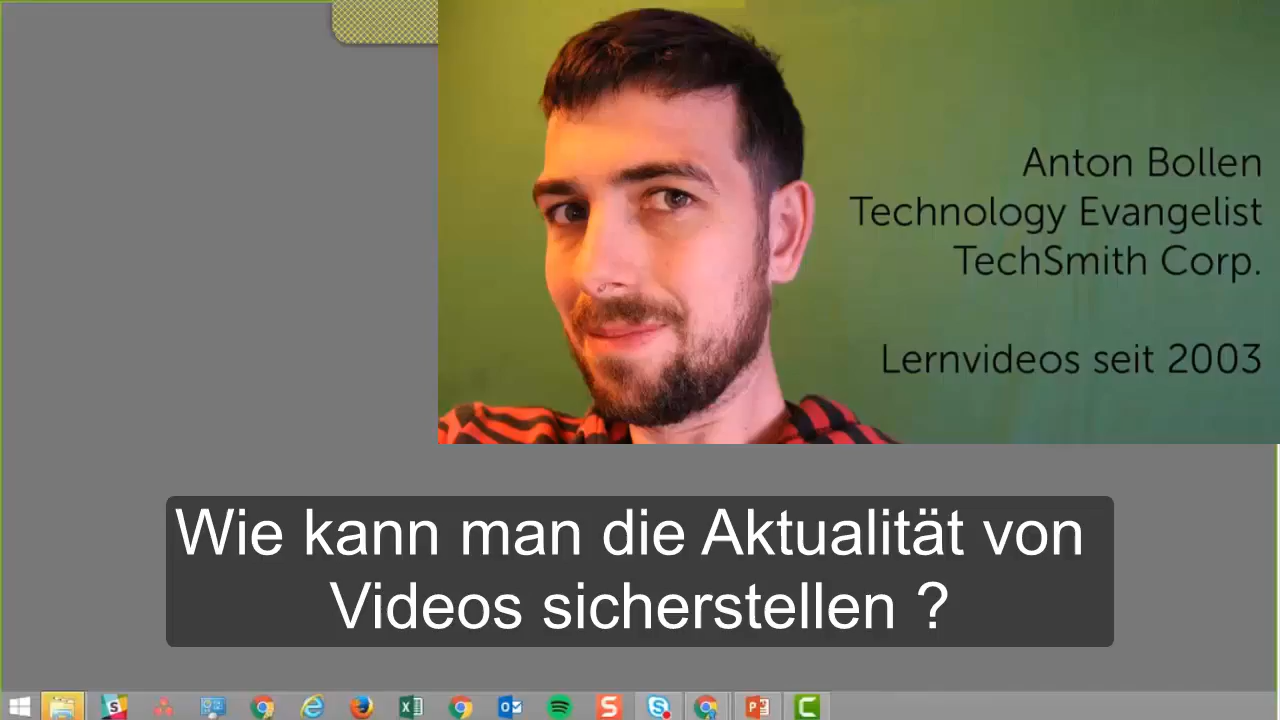 Anton Bollen
Technology Evangelist
TechSmith Corp.
Lernvideos seit 2003
Wie kann man die Aktualität von
Videos sicherstellen ?